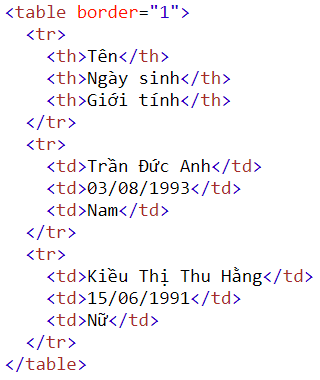 <table border="1">
  <tr>
    <th>Tên</th>
    <th>Ngày sinh</th>
    <th>Giới tính</th>
  </tr>
  <tr>
    <td>Trần Đức Anh</td>
    <td>03/08/1993</td>
    <td>Nam</td>
  </tr>
  <tr>
    <td>Kiều Thị Thu Hằng</td>
    <td>15/06/1991</td>
    <td>Nữ</td>
  </tr>
</table>